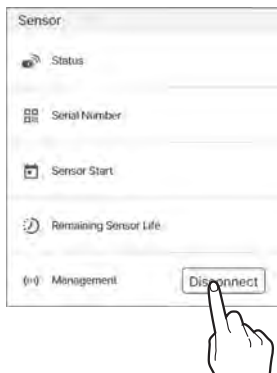 Sensor
Status
Serial Number
Sensor Start
Remaining Sensor Life
Management
Disconnect